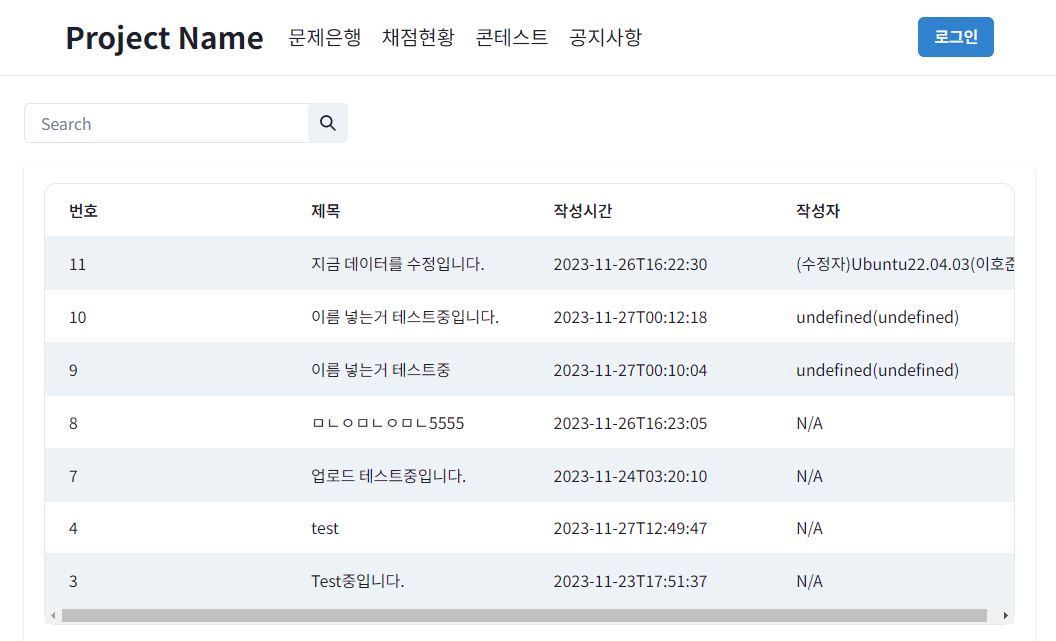 Project Name 문제은행 채점현황 콘테스트 공지사항 로그인
Search
번호 제목 작성시간 작성자
11 지금 데이터를 수정입니다. 2023-11-26T16:22:30 (수정자)Ubuntu22.04.03(이호준
10 이름 넣는거 테스트중입니다. 2023-11-27T00:12:18 undefined(undefined)
9 이름 넣는거 테스트중 2023-11-27T00:10:04 undefined(undefined)
8 ㅁㄴㅇㅁㄴㅇㅁㄴ5555 2023-11-26T16:23:05 N/A
7 업로드 테스트중입니다. 2023-11-24T03:20:10 N/A
4 test 2023-11-27T12:49:47 N/A
3 Test중입니다. 2023-11-23T17:51:37 N/A